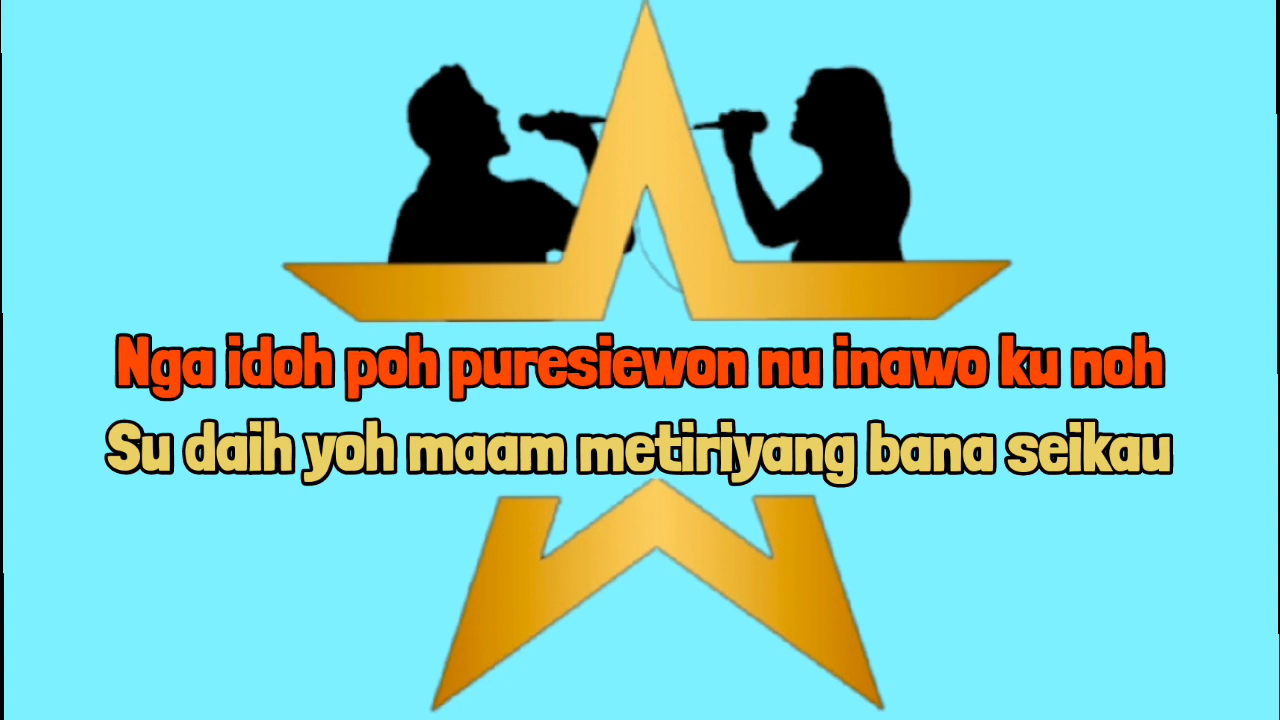 Nga idoh poh puresiewon nu inawo ku noh
Su daih yoh maam metiriyang bana seikau